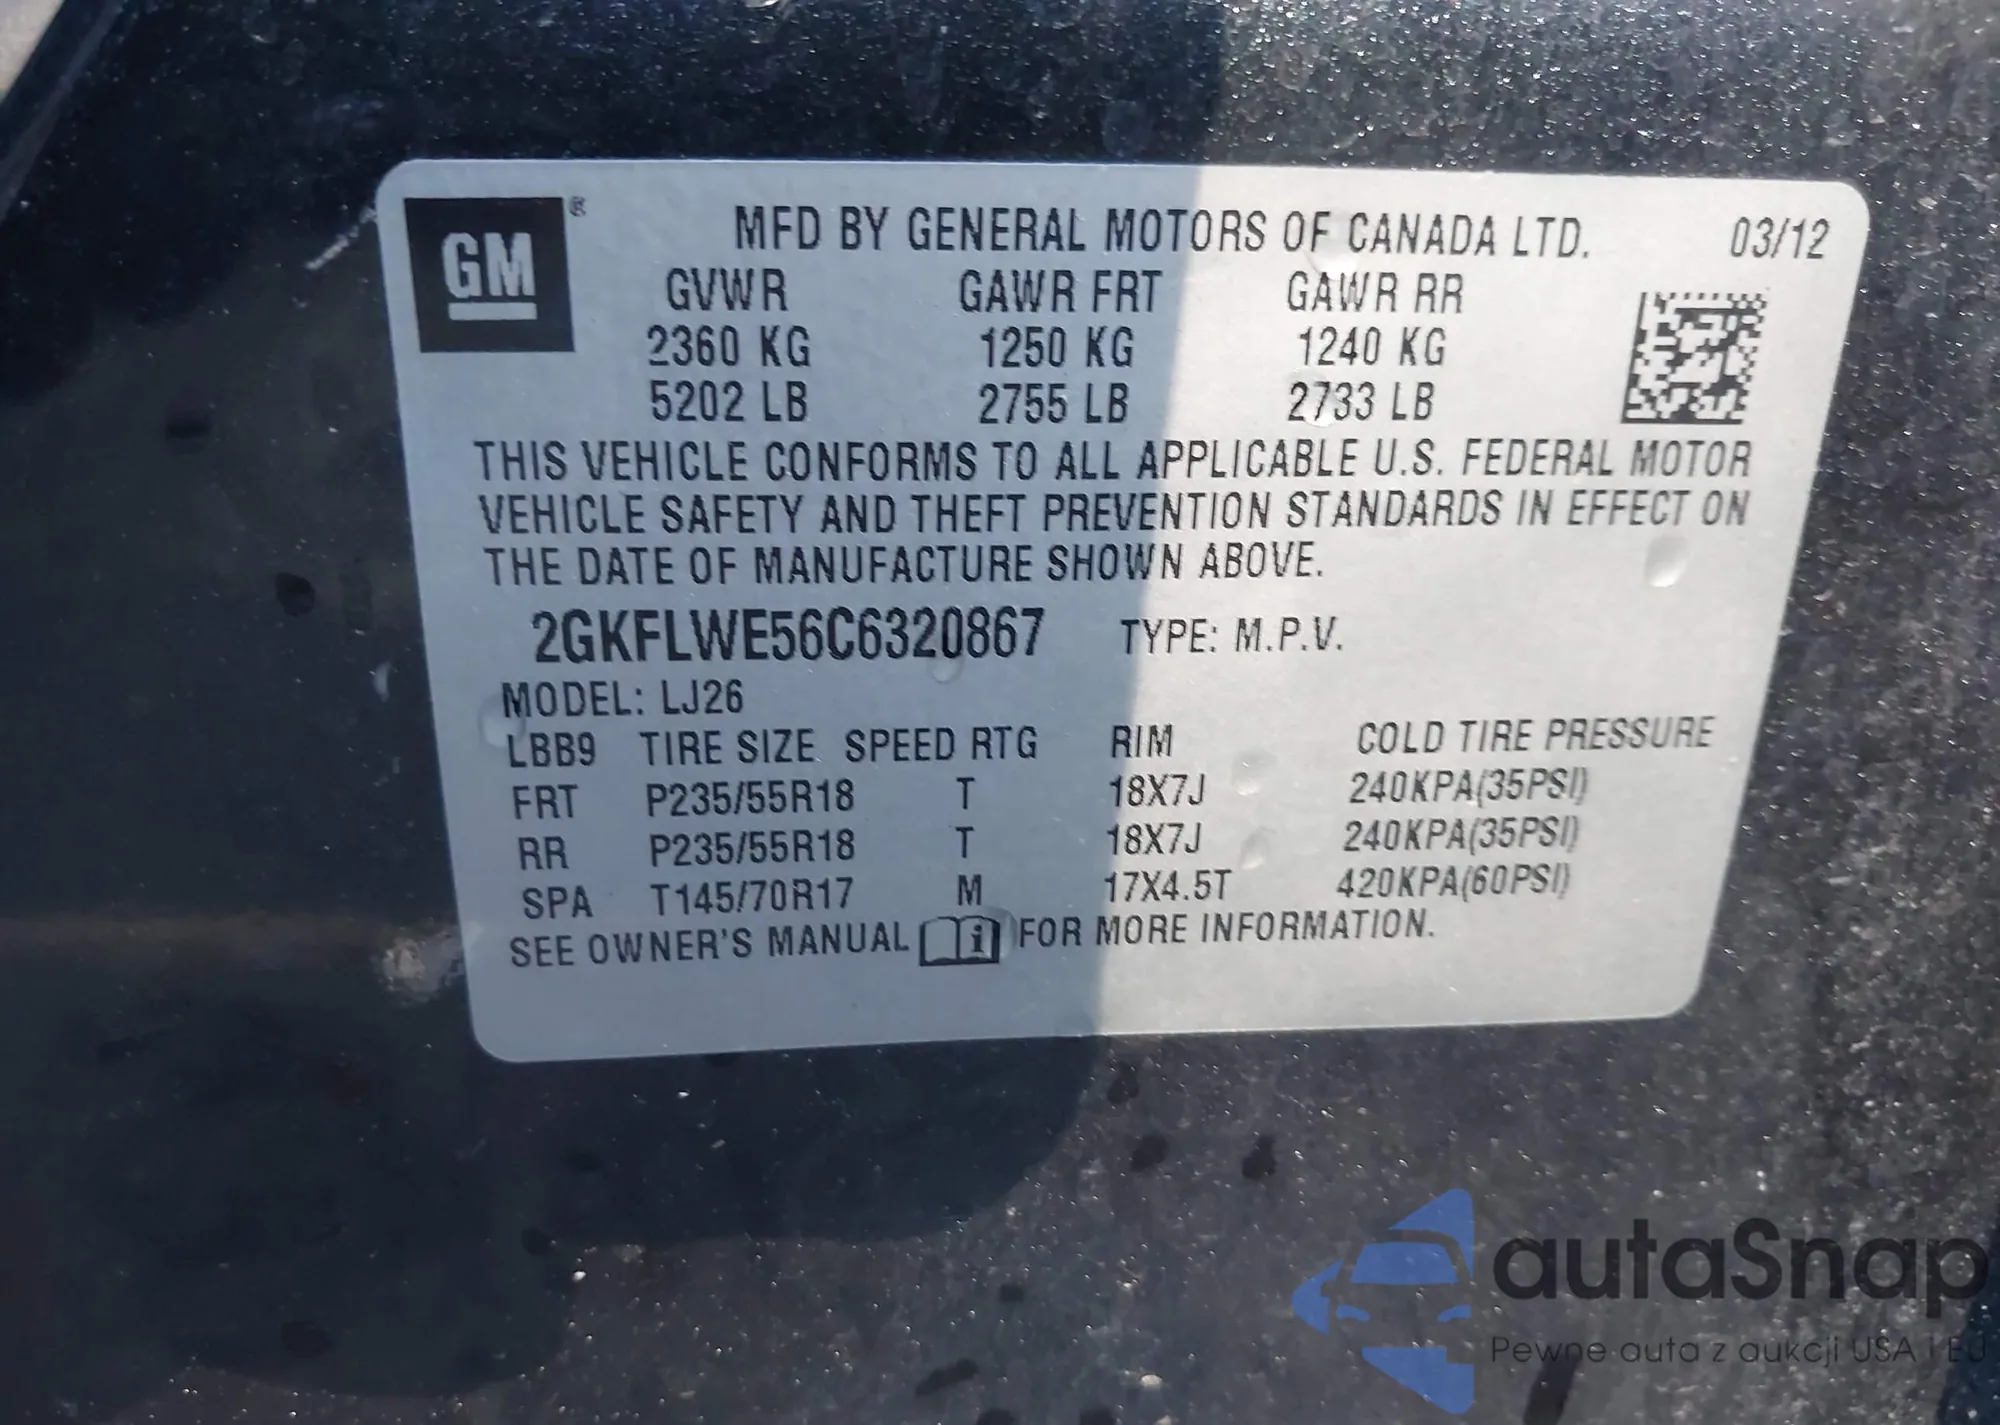 GM ®
MFD BY GENERAL MOTORS OF CANADA LTD. 03/12
GVWR GAWR FRT GAWR RR
2360 KG 1250 KG 1240 KG
5202 LB 2755 LB 2733 LB
THIS VEHICLE CONFORMS TO ALL APPLICABLE U.S. FEDERAL MOTOR
VEHICLE SAFETY AND THEFT PREVENTION STANDARDS IN EFFECT ON
THE DATE OF MANUFACTURE SHOWN ABOVE.
2GKFLWE56C6320867 TYPE: M.P.V.
MODEL: LJ26
LBB9 TIRE SIZE SPEED RTG RIM COLD TIRE PRESSURE
FRT P235/55R18 T 18X7J 240KPA(35PSI)
RR P235/55R18 T 18X7J 240KPA(35PSI)
SPA T145/70R17 M 17X4.5T 420KPA(60PSI)
SEE OWNER'S MANUAL i FOR MORE INFORMATION.
autaSnap
Pewne auta z aukcji USA i EU